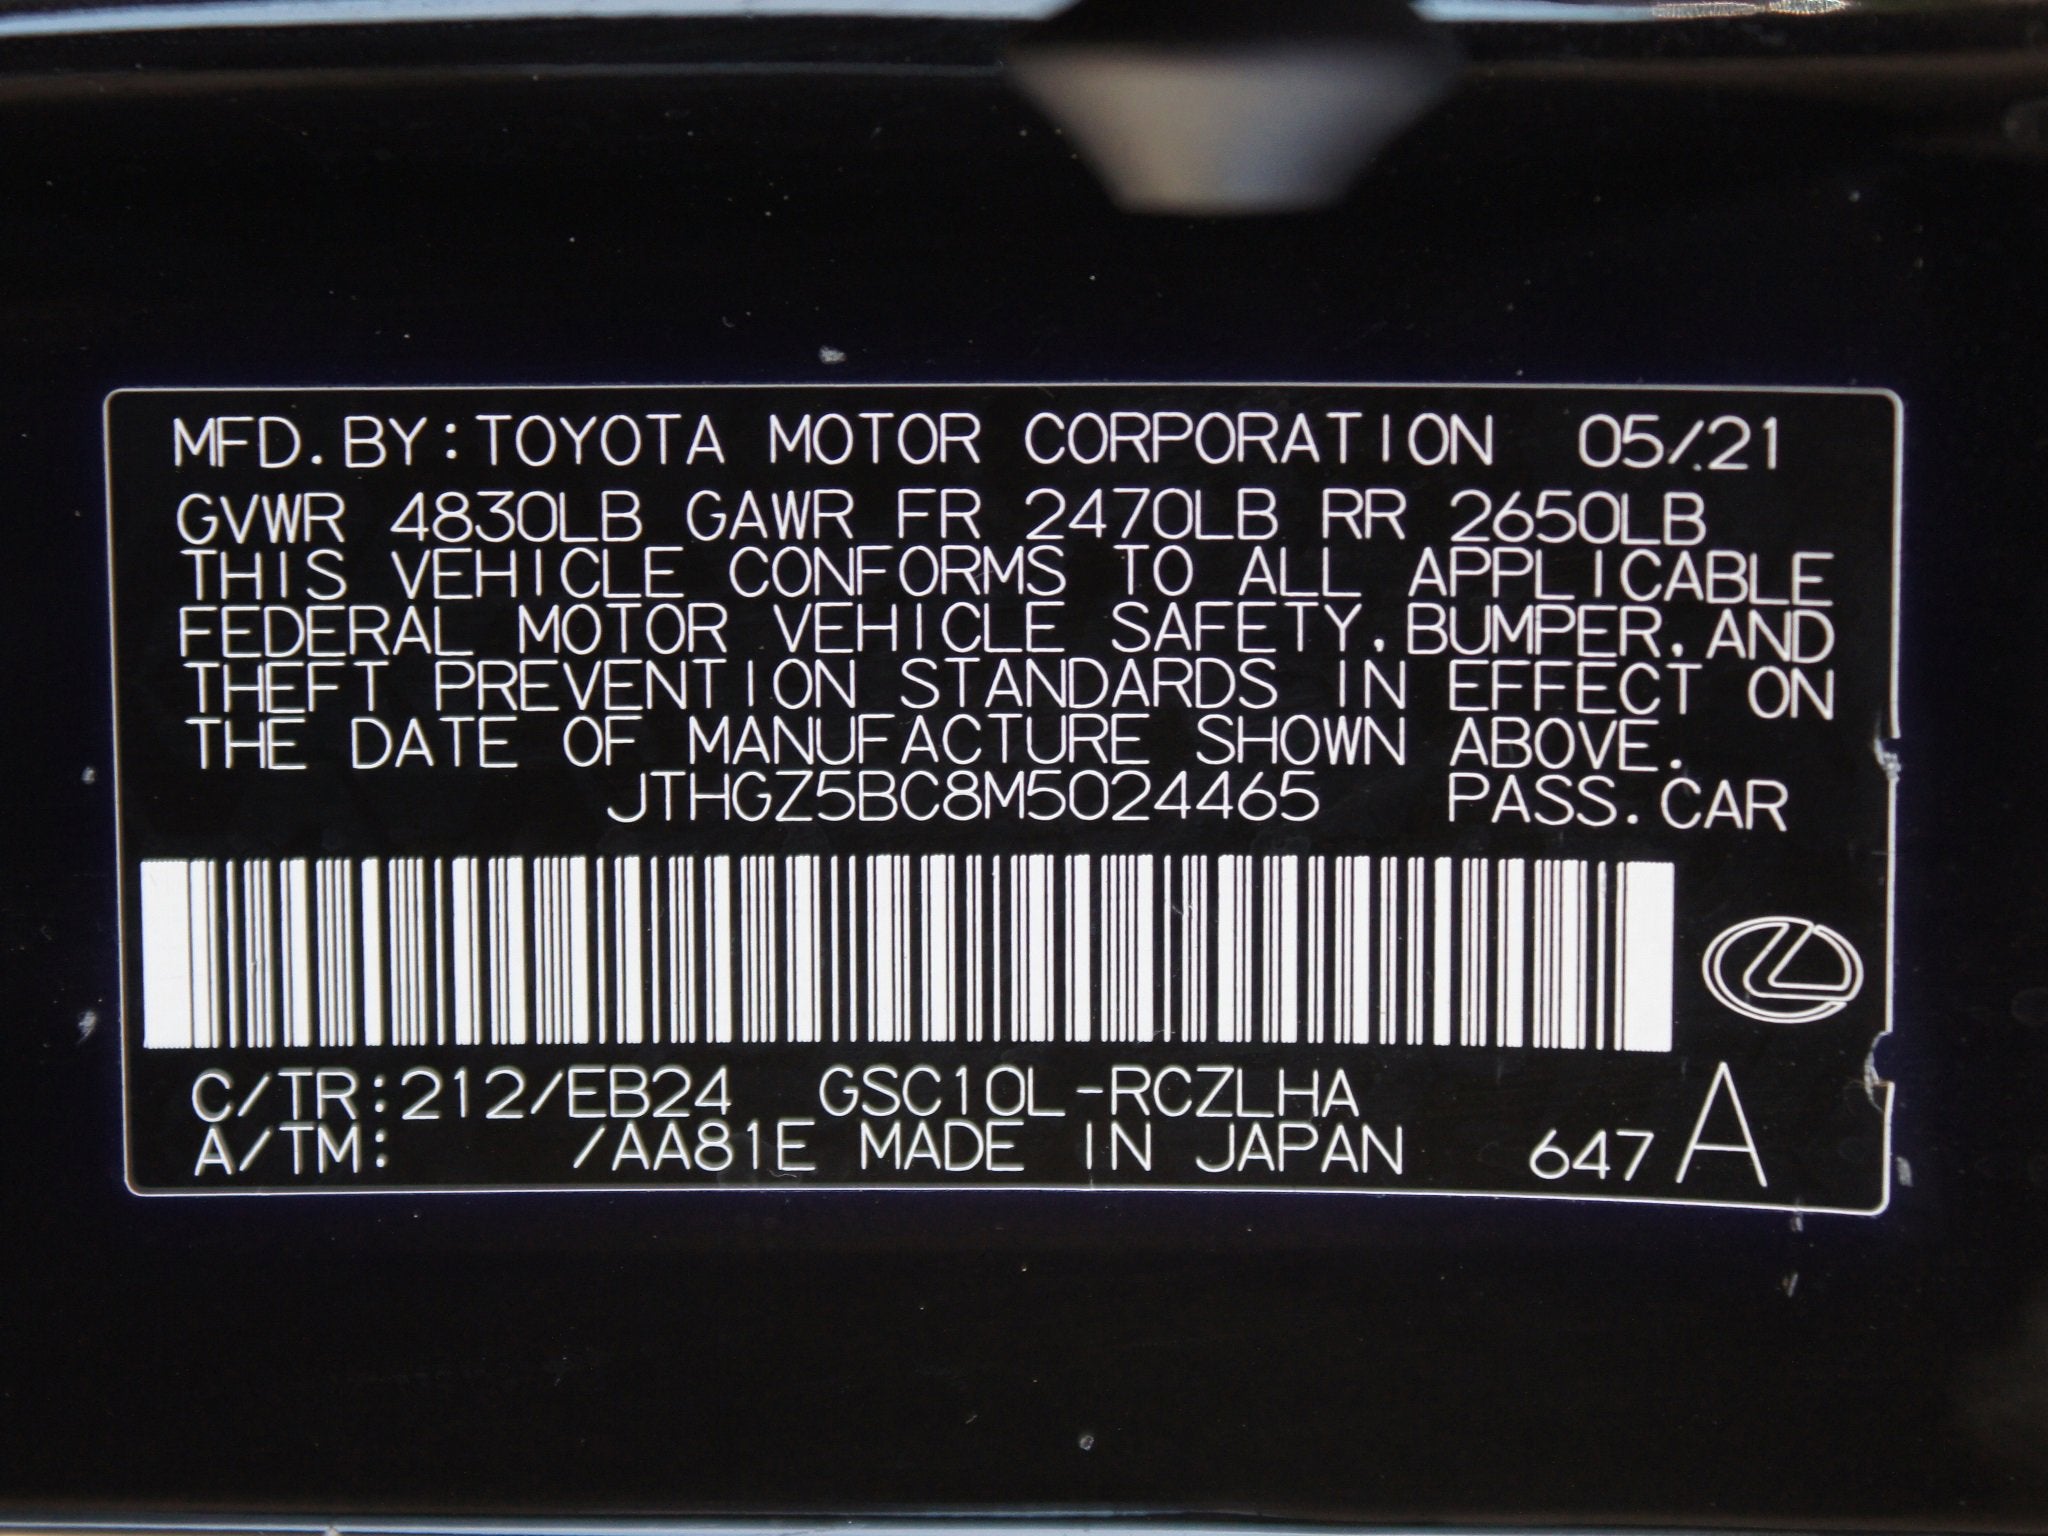 MFD.BY:TOYOTA MOTOR CORPORATION 05/21
GVWR 4830LB GAWR FR 2470LB RR 2650LB
THIS VEHICLE CONFORMS TO ALL APPLICABLE
FEDERAL MOTOR VEHICLE SAFETY,BUMPER,AND
THEFT PREVENTION STANDARDS IN EFFECT ON
THE DATE OF MANUFACTURE SHOWN ABOVE.
JTHGZ5BC8M5024465 PASS.CAR
C/TR:212/EB24 GSC10L-RCZLHA
A/TM: /AA81E MADE IN JAPAN 647 A